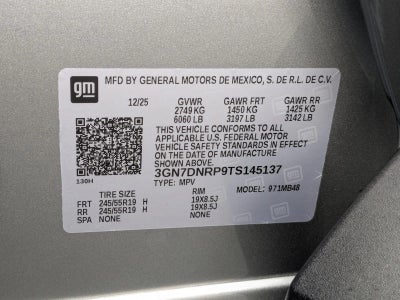 gm
MFD BY GENERAL MOTORS DE MEXICO, S. DE R.L. DE C.V.
12/25 GVWR GAWR FRT GAWR RR
2749 KG 1450 KG 1425 KG
6060 LB 3197 LB 3142 LB
THIS VEHICLE CONFORMS TO ALL
APPLICABLE U.S. FEDERAL MOTOR
VEHICLE SAFETY STANDARDS IN EFFECT
ON THE DATE OF MANUFACTURE
SHOWN ABOVE.
3GN7DNRP9TS145137
130H TYPE: MPV MODEL: 971MB48
TIRE SIZE RIM
FRT 245/55R19 H 19X8.5J
RR 245/55R19 H 19X8.5J
SPA NONE NONE